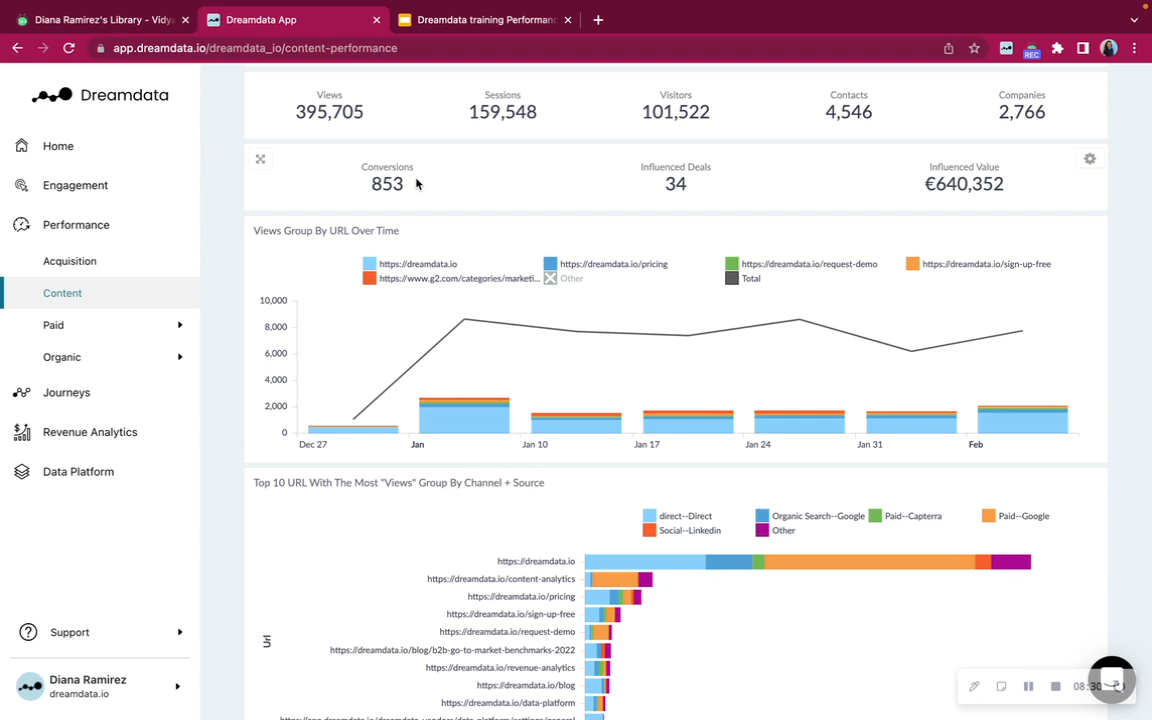 Diana Ramirez's Library - Vidya
Dreamdata App
Dreamdata training Performanc
app.dreamdata.io/dreamdata_io/content-performance
REC
Dreamdata
Home
Engagement
Performance
Acquisition
Content
Paid
Organic
Journeys
Revenue Analytics
Data Platform
Support
Diana Ramirez
dreamdata.io
Views Sessions Visitors Contacts Companies
395,705 159,548 101,522 4,546 2,766
Conversions Influenced Deals Influenced Value
853 34 €640,352
Views Group By URL Over Time
https://dreamdata.io https://dreamdata.io/pricing https://dreamdata.io/request-demo https://dreamdata.io/sign-up-free
https://www.g2.com/categories/marketi... Other Total
10,000
8,000
6,000
4,000
2,000
0
Dec 27 Jan Jan 10 Jan 17 Jan 24 Jan 31 Feb
Top 10 URL With The Most "Views" Group By Channel + Source
direct--Direct Organic Search--Google Paid--Capterra Paid--Google
Social--Linkedin Other
Url
https://dreamdata.io
https://dreamdata.io/content-analytics
https://dreamdata.io/pricing
https://dreamdata.io/sign-up-free
https://dreamdata.io/request-demo
https://dreamdata.io/blog/b2b-go-to-market-benchmarks-2022
https://dreamdata.io/revenue-analytics
https://dreamdata.io/blog
https://dreamdata.io/data-platform
08:30